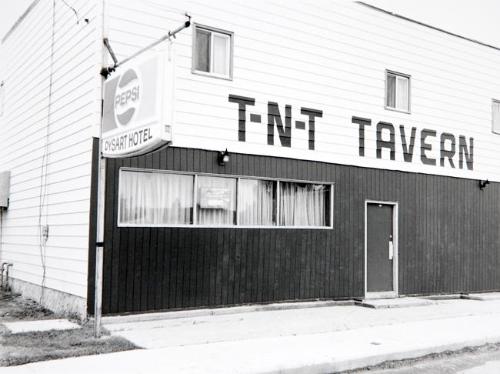 PEPSI
DYSART HOTEL
T-N-T TAVERN